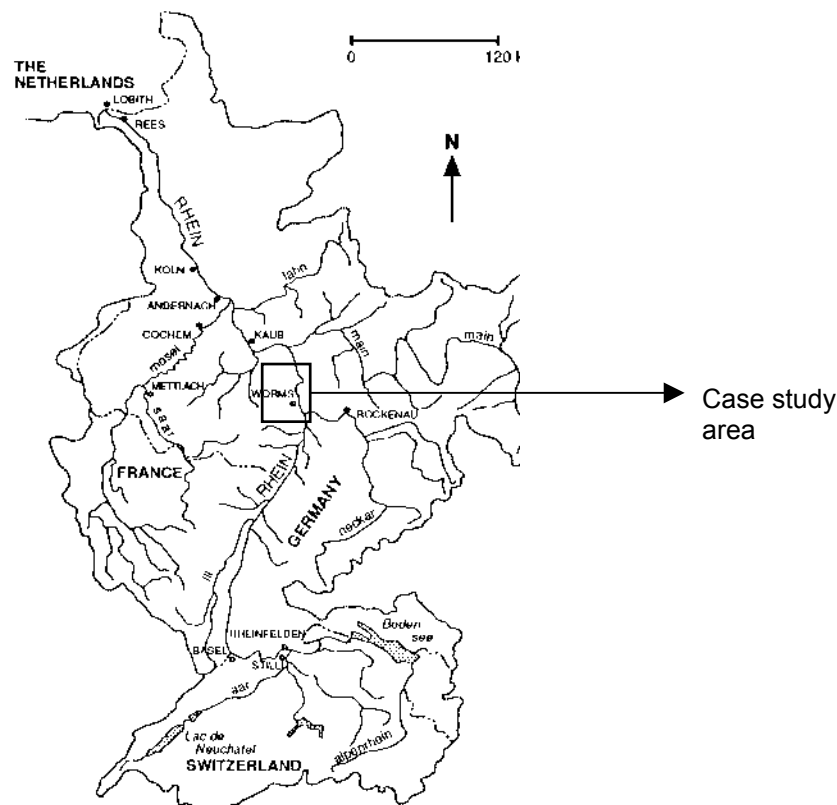 0 120 k
THE
NETHERLANDS
LOBITH
REES
N
RHEIN
KOLN
lahn
ANDERNACH
COCHEM
KAUB
main
main
mosel
METTLACH
WORMS
ROCKENAU
Case study
area
saar
FRANCE
RHEIN
GERMANY
neckar
ill
RHEINFELDEN
Boden
see
BASEL
STILLI
aar
Lac de
Neuchatel
alpenrhein
SWITZERLAND